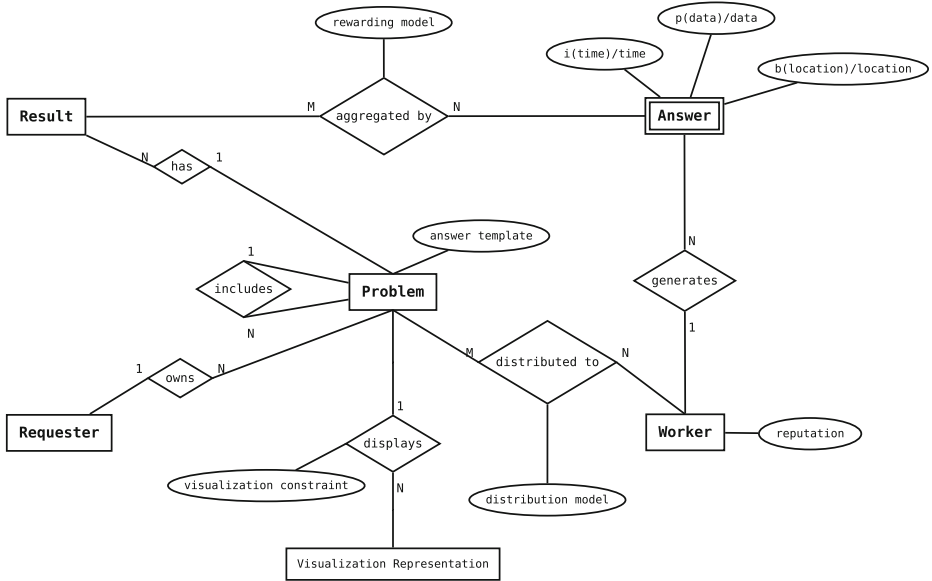 rewarding model
p(data)/data
i(time)/time
b(location)/location
Result
M
aggregated by
N
Answer
N
has
1
answer template
N
1
includes
Problem
generates
N
1
M
distributed to
N
1
owns
N
1
Requester
displays
Worker
reputation
visualization constraint
N
distribution model
Visualization Representation